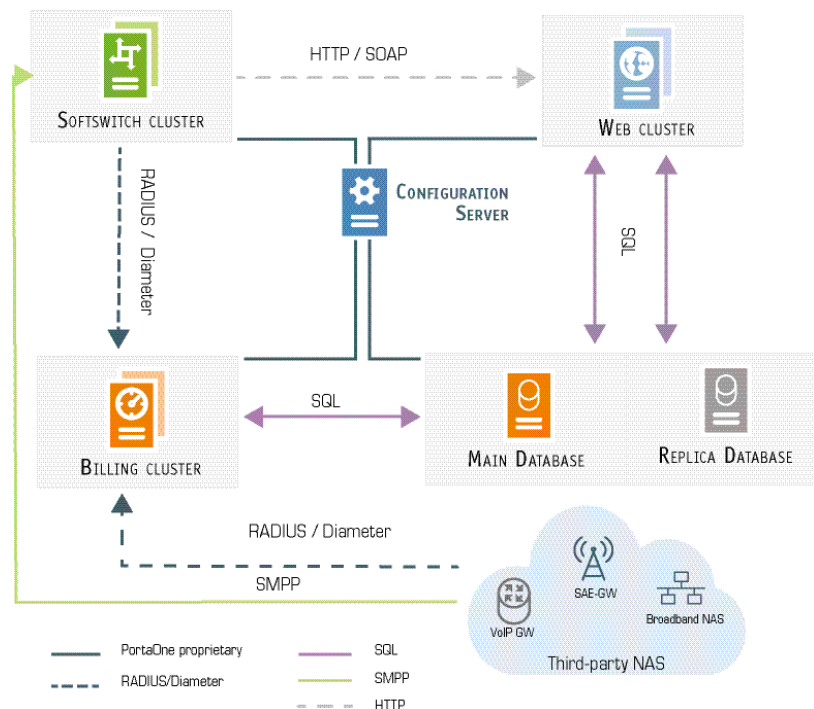 HTTP / SOAP
SOFTSWITCH CLUSTER
WEB CLUSTER
RADIUS / Diameter
CONFIGURATION
SERVER
SQL
SQL
BILLING CLUSTER
MAIN DATABASE
REPLICA DATABASE
RADIUS / Diameter
SMPP
SAE-GW
VoIP GW
Broadband NAS
Third-party NAS
PortaOne proprietary
SQL
RADIUS/Diameter
SMPP
HTTP